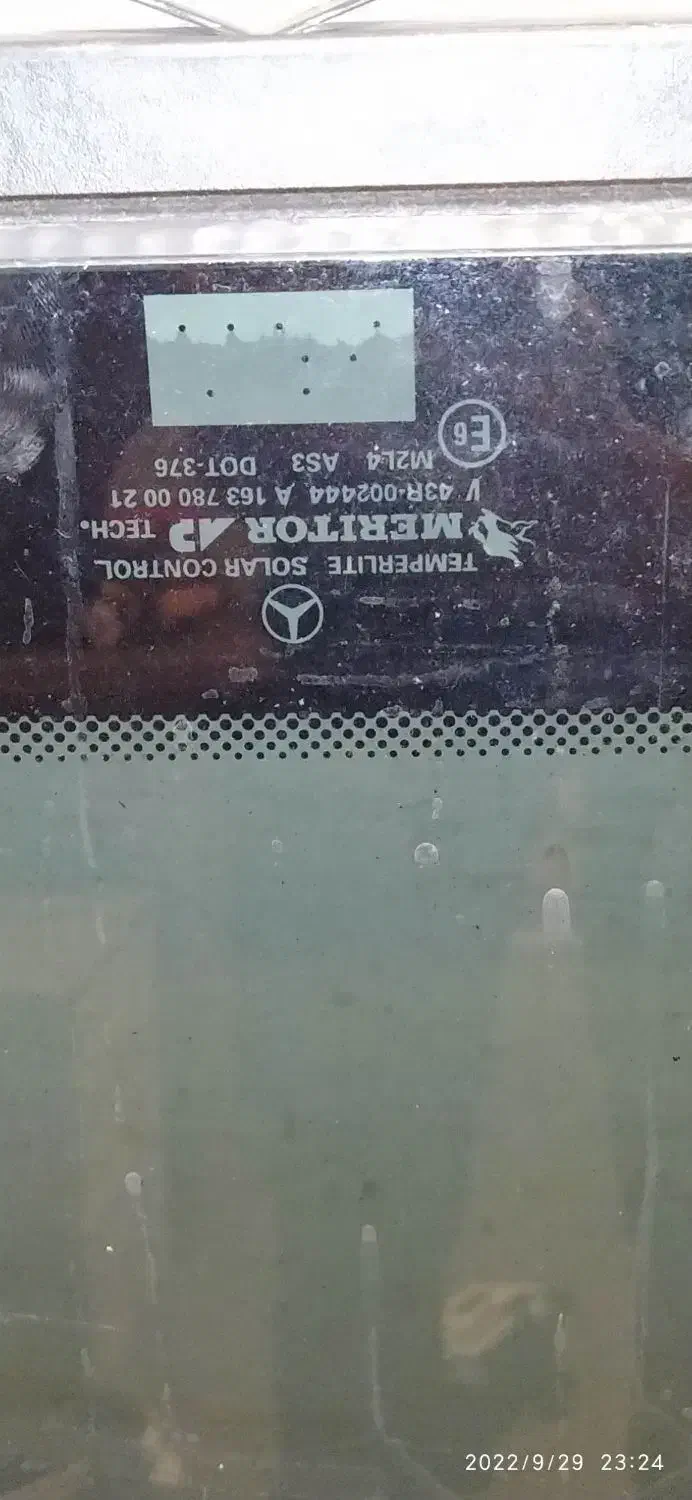 TEMPERLITE SOLAR CONTROL
MERITOR TECH.
V 43R-002444 A 163 780 00 21
M2L4 AS3 DOT-376
E6
2022/9/29 23:24